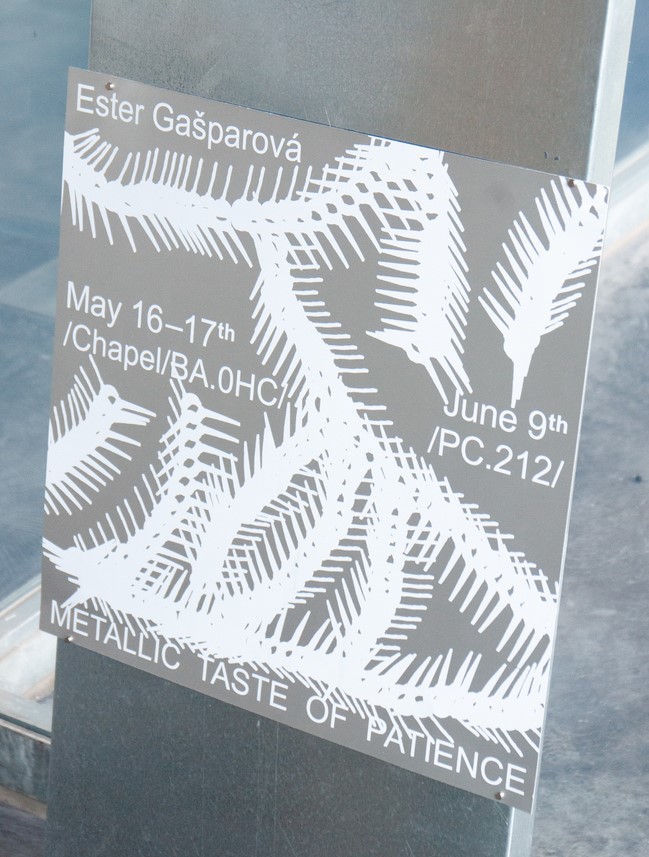 Ester Gašparová
May 16–17th
/Chapel/BA.0HC/
June 9th
/PC.212/
METALLIC TASTE OF PATIENCE